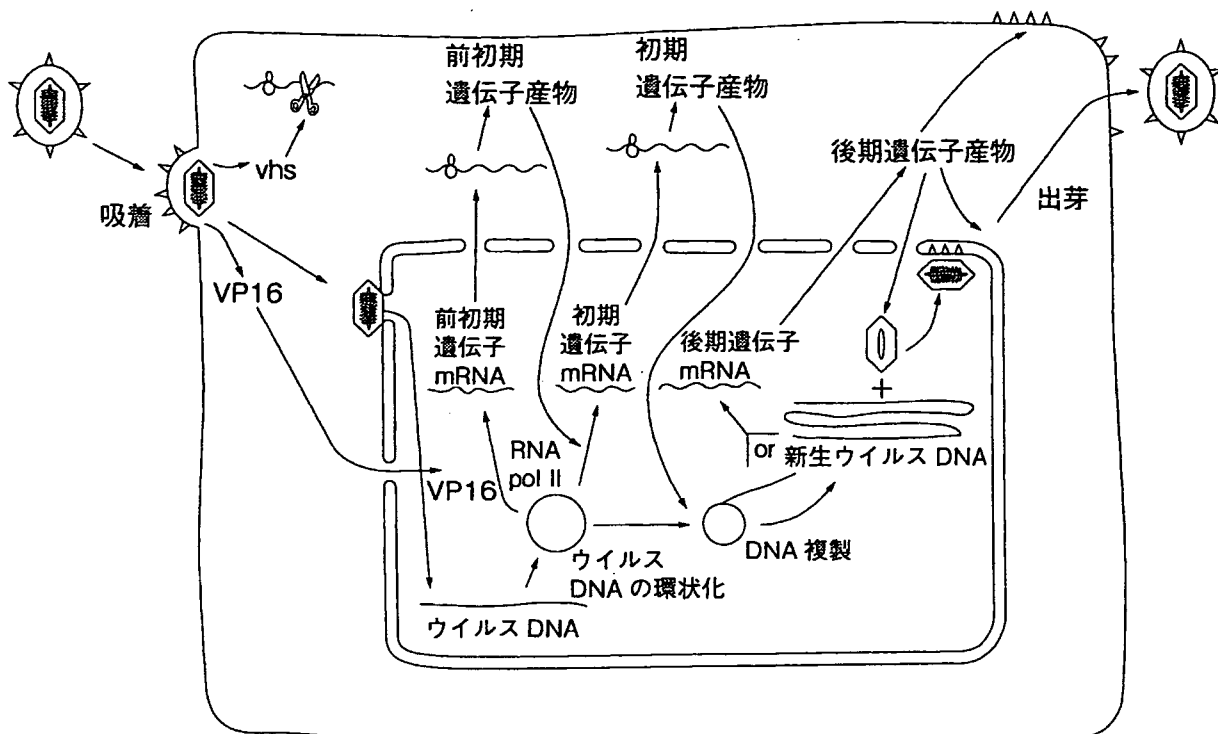 前初期
遺伝子産物
初期
遺伝子産物
vhs
後期遺伝子産物
吸着
出芽
VP16
前初期
遺伝子
mRNA
初期
遺伝子
mRNA
後期遺伝子
mRNA
+
RNA
pol II
or
新生ウイルス DNA
VP16
DNA 複製
ウイルス
DNA の環状化
ウイルス DNA